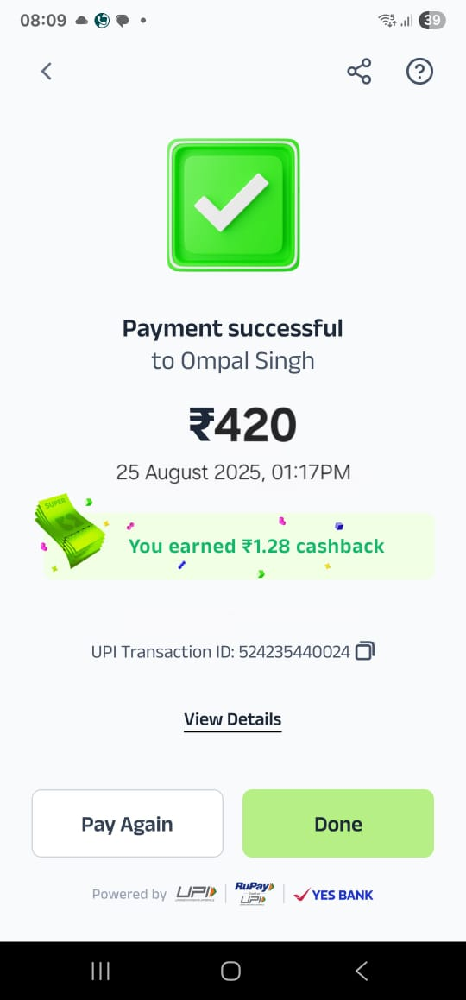 08:09
39
Payment successful
to Ompal Singh
₹420
25 August 2025, 01:17PM
SUPER
You earned ₹1.28 cashback
UPI Transaction ID: 524235440024
View Details
Pay Again
Done
Powered by UPI RuPay UPI YES BANK